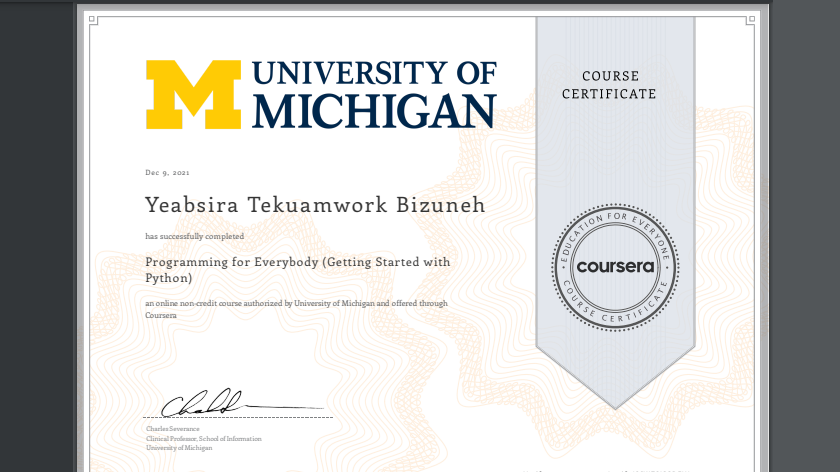 UNIVERSITY OF
MICHIGAN
COURSE
CERTIFICATE
Dec 9, 2021
Yeabsira Tekuamwork Bizuneh
has successfully completed
Programming for Everybody (Getting Started with
Python)
an online non-credit course authorized by University of Michigan and offered through
Coursera
EDUCATION FOR EVERYONE
coursera
COURSE CERTIFICATE
Charles Severance
Clinical Professor, School of Information
University of Michigan